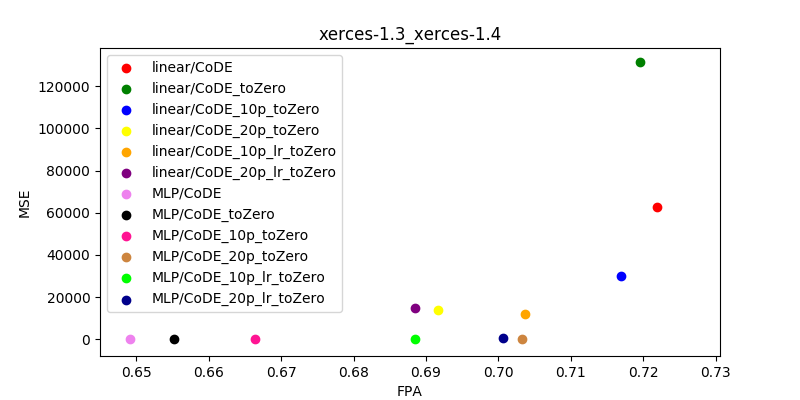 xerces-1.3_xerces-1.4
linear/CoDE
linear/CoDE_toZero
linear/CoDE_10p_toZero
linear/CoDE_20p_toZero
linear/CoDE_10p_lr_toZero
linear/CoDE_20p_lr_toZero
MLP/CoDE
MLP/CoDE_toZero
MLP/CoDE_10p_toZero
MLP/CoDE_20p_toZero
MLP/CoDE_10p_lr_toZero
MLP/CoDE_20p_lr_toZero
MSE
120000
100000
80000
60000
40000
20000
0
0.65 0.66 0.67 0.68 0.69 0.70 0.71 0.72 0.73
FPA